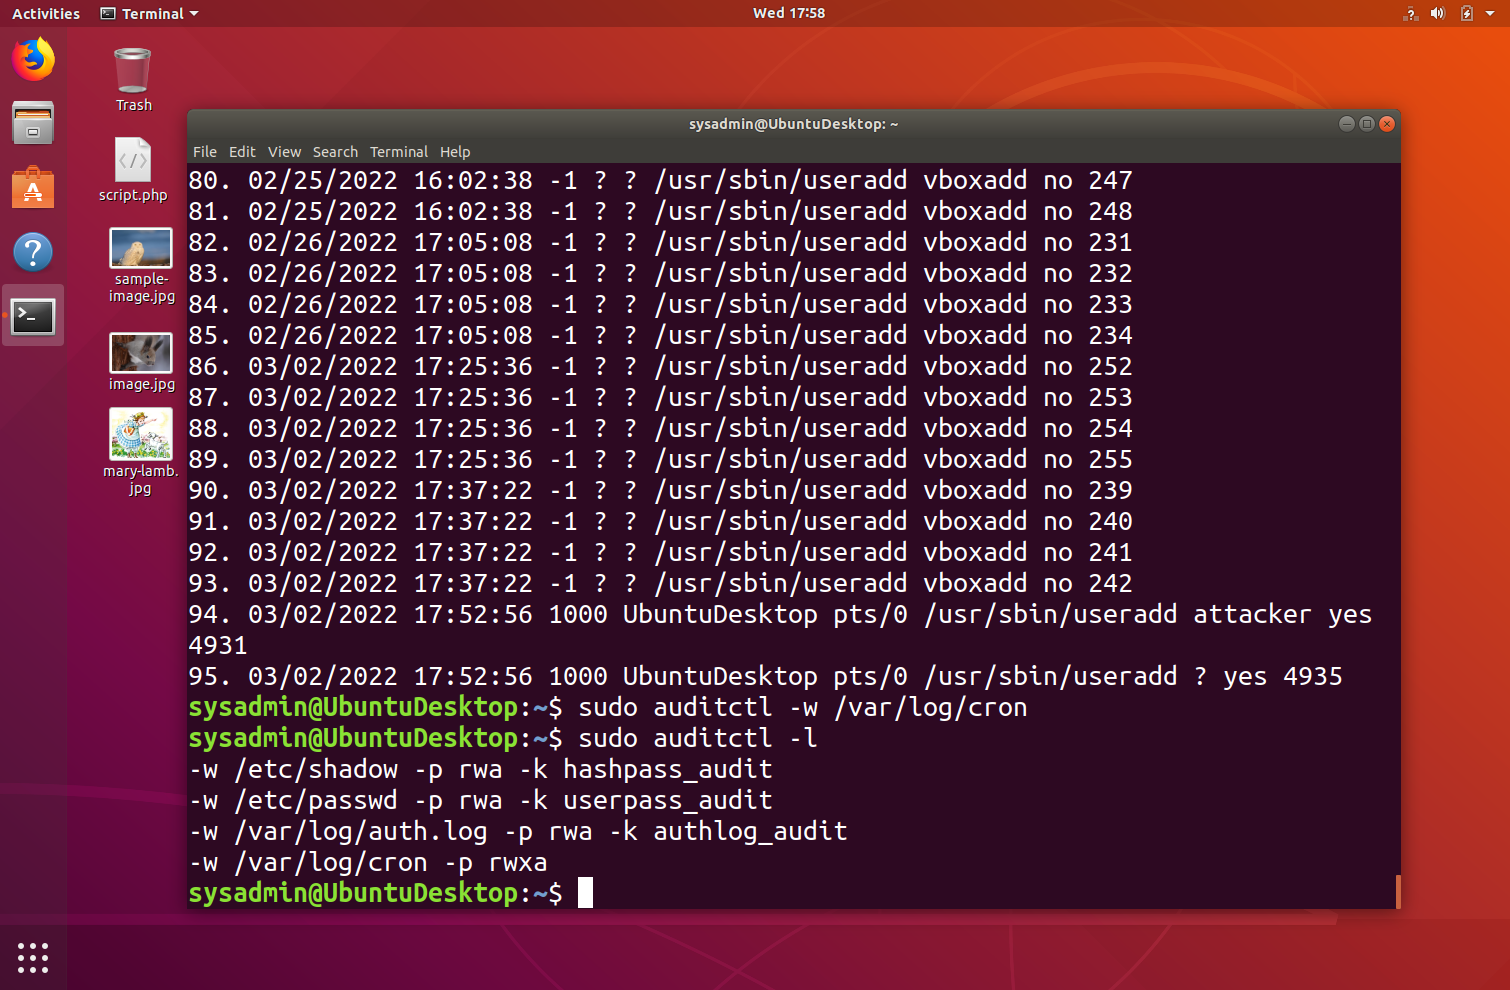 Activities Terminal Wed 17:58
Trash
script.php
sample-
image.jpg
image.jpg
mary-lamb.
jpg
sysadmin@UbuntuDesktop: ~
File Edit View Search Terminal Help
80. 02/25/2022 16:02:38 -1 ? ? /usr/sbin/useradd vboxadd no 247
81. 02/25/2022 16:02:38 -1 ? ? /usr/sbin/useradd vboxadd no 248
82. 02/26/2022 17:05:08 -1 ? ? /usr/sbin/useradd vboxadd no 231
83. 02/26/2022 17:05:08 -1 ? ? /usr/sbin/useradd vboxadd no 232
84. 02/26/2022 17:05:08 -1 ? ? /usr/sbin/useradd vboxadd no 233
85. 02/26/2022 17:05:08 -1 ? ? /usr/sbin/useradd vboxadd no 234
86. 03/02/2022 17:25:36 -1 ? ? /usr/sbin/useradd vboxadd no 252
87. 03/02/2022 17:25:36 -1 ? ? /usr/sbin/useradd vboxadd no 253
88. 03/02/2022 17:25:36 -1 ? ? /usr/sbin/useradd vboxadd no 254
89. 03/02/2022 17:25:36 -1 ? ? /usr/sbin/useradd vboxadd no 255
90. 03/02/2022 17:37:22 -1 ? ? /usr/sbin/useradd vboxadd no 239
91. 03/02/2022 17:37:22 -1 ? ? /usr/sbin/useradd vboxadd no 240
92. 03/02/2022 17:37:22 -1 ? ? /usr/sbin/useradd vboxadd no 241
93. 03/02/2022 17:37:22 -1 ? ? /usr/sbin/useradd vboxadd no 242
94. 03/02/2022 17:52:56 1000 UbuntuDesktop pts/0 /usr/sbin/useradd attacker yes
4931
95. 03/02/2022 17:52:56 1000 UbuntuDesktop pts/0 /usr/sbin/useradd ? yes 4935
sysadmin@UbuntuDesktop:~$ sudo auditctl -w /var/log/cron
sysadmin@UbuntuDesktop:~$ sudo auditctl -l
-w /etc/shadow -p rwa -k hashpass_audit
-w /etc/passwd -p rwa -k userpass_audit
-w /var/log/auth.log -p rwa -k authlog_audit
-w /var/log/cron -p rwxa
sysadmin@UbuntuDesktop:~$